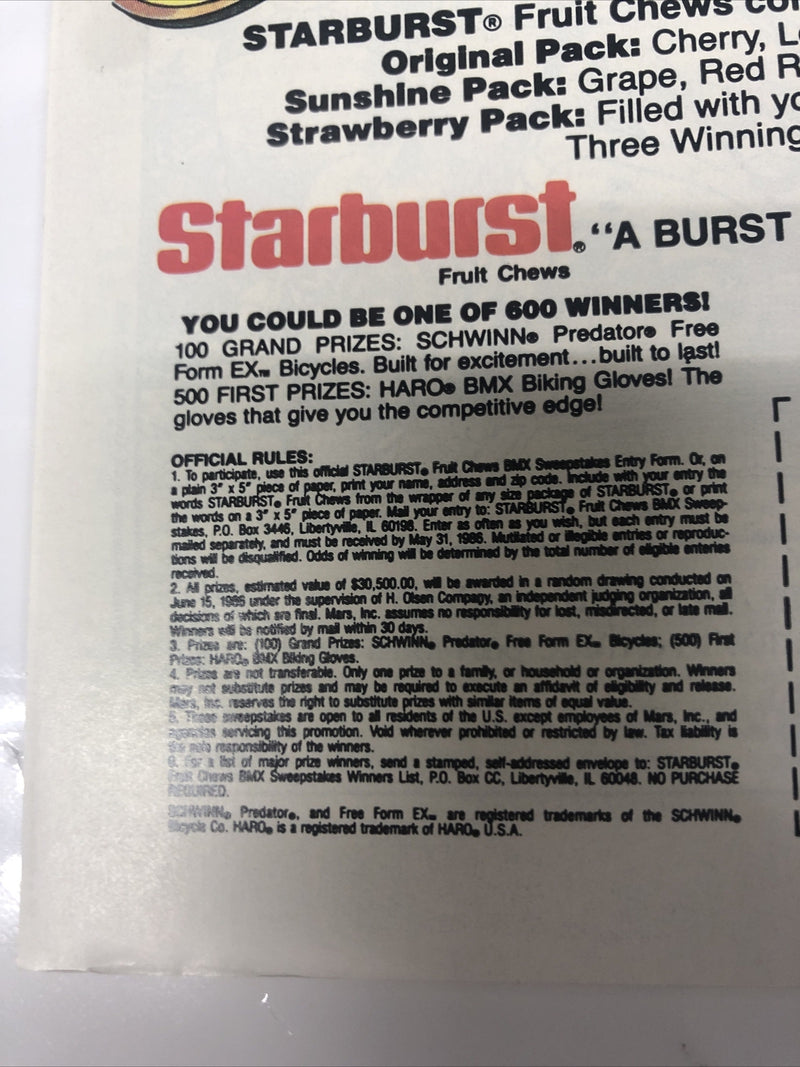 STARBURST® Fruit Chews
Original Pack: Cherry,
Sunshine Pack: Grape, Red
Strawberry Pack: Filled with
Three Winning
Starburst® “A BURST
Fruit Chews
YOU COULD BE ONE OF 600 WINNERS!
100 GRAND PRIZES: SCHWINN® Predator® Free
Form EX™ Bicycles. Built for excitement...built to last!
500 FIRST PRIZES: HARO® BMX Biking Gloves! The
gloves that give you the competitive edge!
OFFICIAL RULES:
1. To participate, use this official STARBURST® Fruit Chews BMX Sweepstakes Entry Form. Or, on
a plain 3″ x 5″ piece of paper, print your name, address and zip code. Include with your entry the
words STARBURST® Fruit Chews from the wrapper of any size package of STARBURST® or print
the words on a 3″ x 5″ piece of paper. Mail your entry to: STARBURST® Fruit Chews BMX Sweep-
stakes, P.O. Box 3446, Libertyville, IL 60198. Enter as often as you wish, but each entry must be
mailed separately, and must be received by May 31, 1986. Mutilated or illegible entries or reproduc-
tions will be disqualified. Odds of winning will be determined by the total number of eligible enteries
received.
2. All prizes, estimated value of $30,500.00, will be awarded in a random drawing conducted on
June 15, 1986 under the supervision of H. Olsen Company, an independent judging organization, all
decisions of which are final. Mars, Inc. assumes no responsibility for lost, misdirected, or late mail.
Winners will be notified by mail within 30 days.
3. Prizes are: (100) Grand Prizes: SCHWINN® Predator® Free Form EX™ Bicycles; (500) First
Prizes: HARO® BMX Biking Gloves.
4. Prizes are not transferable. Only one prize to a family, or household or organization. Winners
may not substitute prizes and may be required to execute an affidavit of eligibility and release.
Mars, Inc. reserves the right to substitute prizes with similar items of equal value.
5. These sweepstakes are open to all residents of the U.S. except employees of Mars, Inc., and
agencies servicing this promotion. Void wherever prohibited or restricted by law. Tax liability is
the sole responsibility of the winners.
6. For a list of major prize winners, send a stamped, self-addressed envelope to: STARBURST®
Fruit Chews BMX Sweepstakes Winners List, P.O. Box CC, Libertyville, IL 60048. NO PURCHASE
REQUIRED.
SCHWINN® Predator®, and Free Form EX™ are registered trademarks of the SCHWINN®
Bicycle Co. HARO® is a registered trademark of HARO® U.S.A.